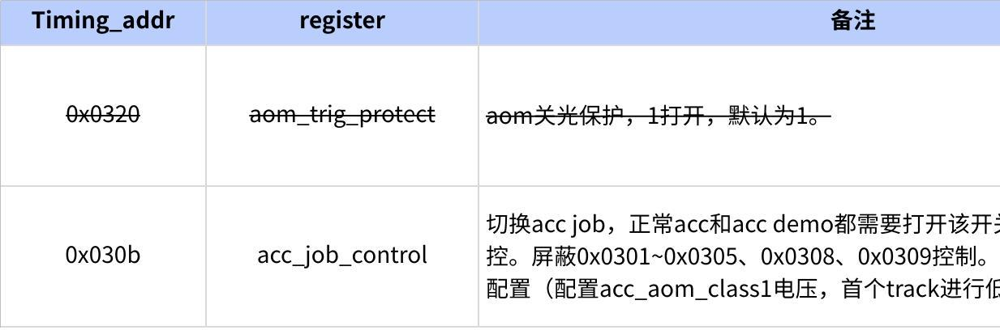 Timing_addr register 备注
0x0320 aom_trig_protect aom关光保护，1打开，默认为1。
切换acc job，正常acc和acc demo都需要打开该开
0x030b acc_job_control 控。屏蔽0x0301~0x0305、0x0308、0x0309控制。
配置（配置acc_aom_class1电压，首个track进行